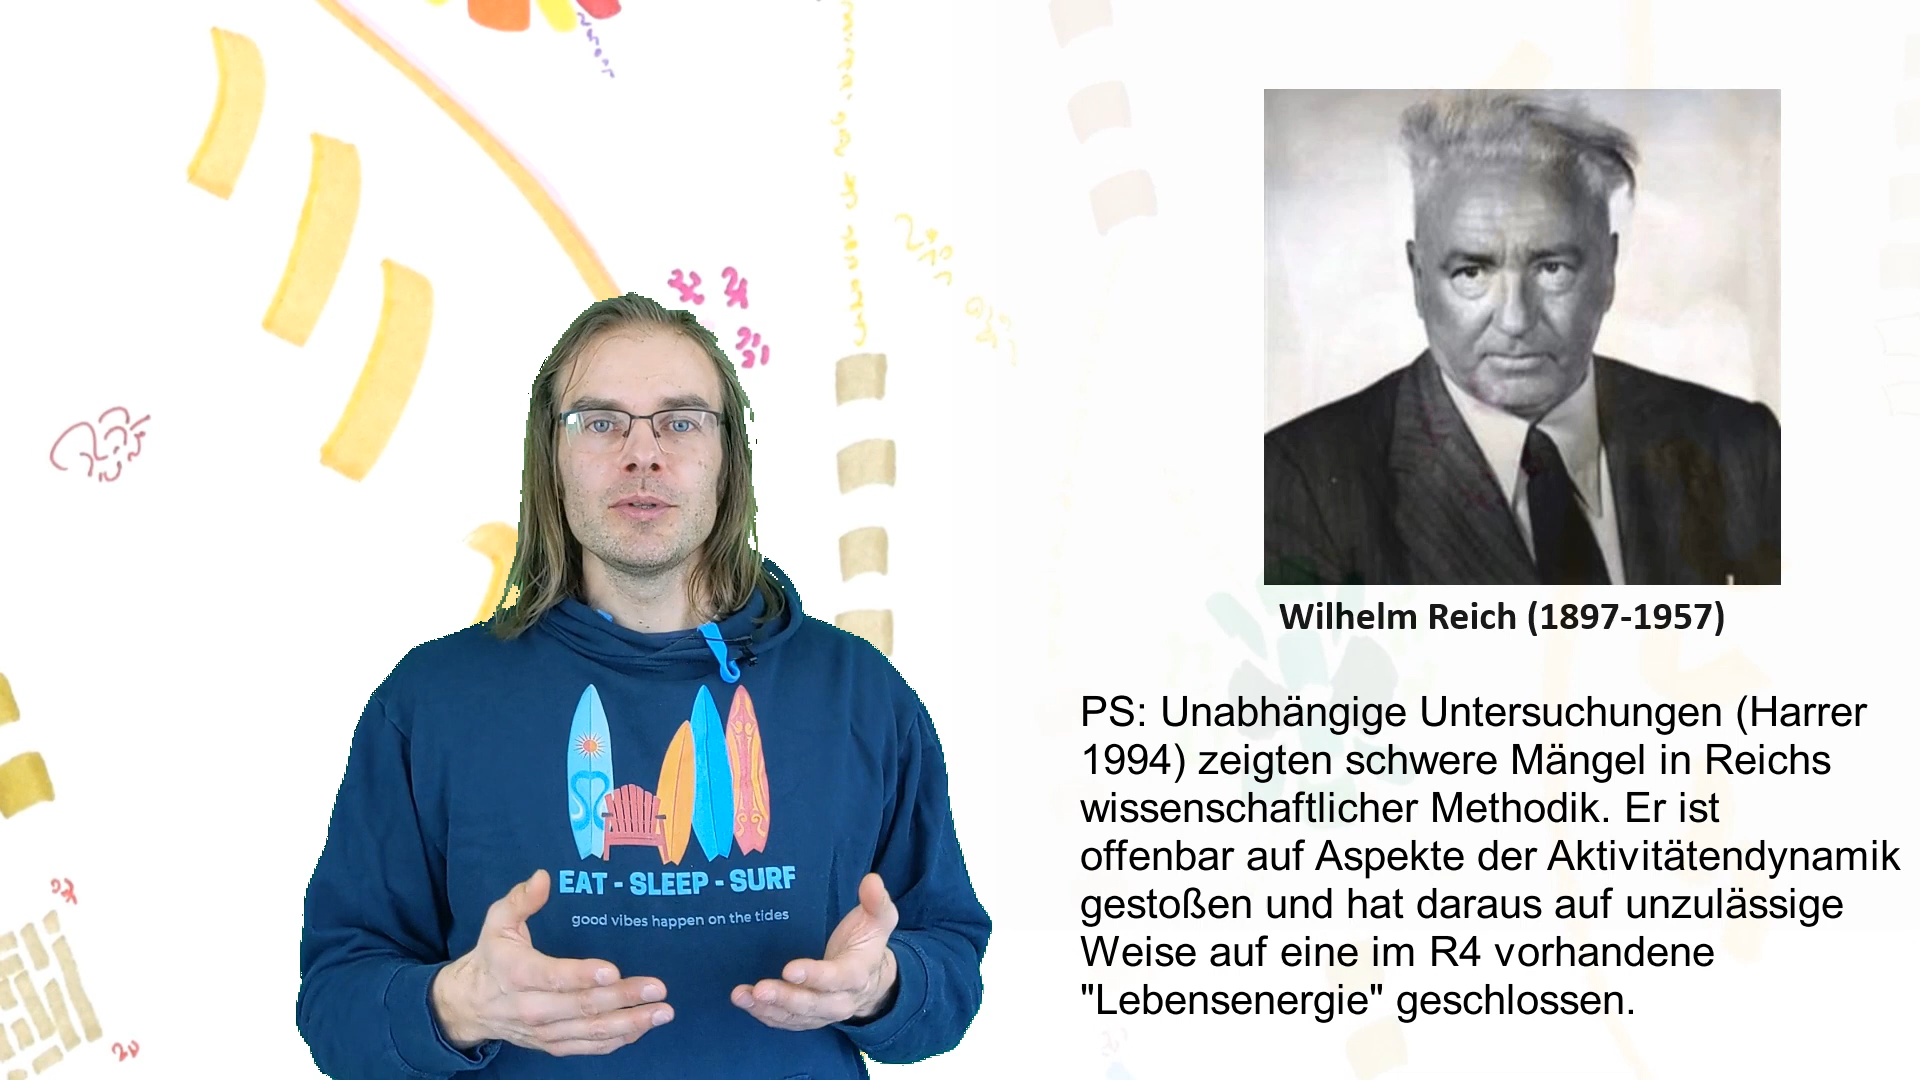 EAT - SLEEP - SURF
good vibes happen on the tides
Wilhelm Reich (1897-1957)
PS: Unabhängige Untersuchungen (Harrer
1994) zeigten schwere Mängel in Reichs
wissenschaftlicher Methodik. Er ist
offenbar auf Aspekte der Aktivitätendynamik
gestoßen und hat daraus auf unzulässige
Weise auf eine im R4 vorhandene
"Lebensenergie" geschlossen.